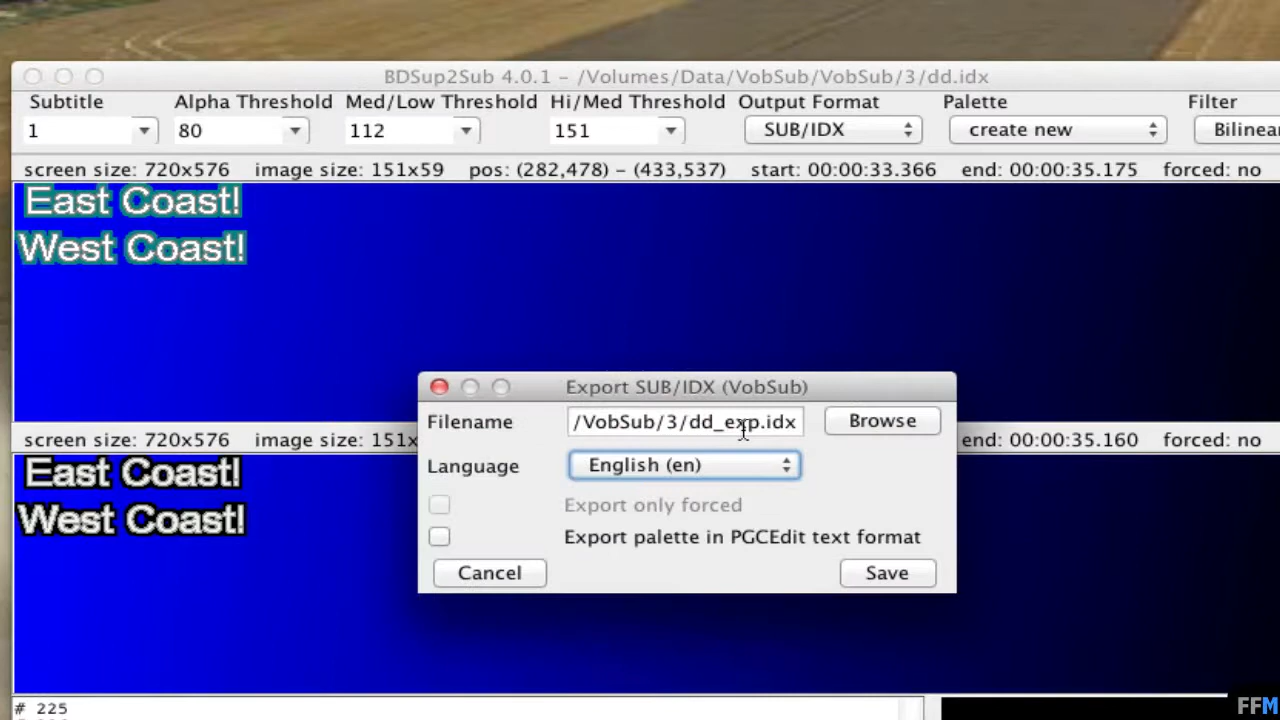 BDSup2Sub 4.0.1 – /Volumes/Data/VobSub/VobSub/3/dd.idx
Subtitle Alpha Threshold Med/Low Threshold Hi/Med Threshold Output Format Palette Filter
1 80 112 151 SUB/IDX create new
screen size: 720x576 image size: 151x59 pos: (282,478) – (433,537) start: 00:00:33.366 end: 00:00:35.175 forced: no
East Coast!
West Coast!
Export SUB/IDX (VobSub)
Filename /VobSub/3/dd_exp.idx Browse
screen size: 720x576 image size: 151x end: 00:00:35.160 forced: no
Language English (en)
East Coast!
West Coast!
Export only forced
Export palette in PGCEdit text format
Cancel Save
# 225
FFM